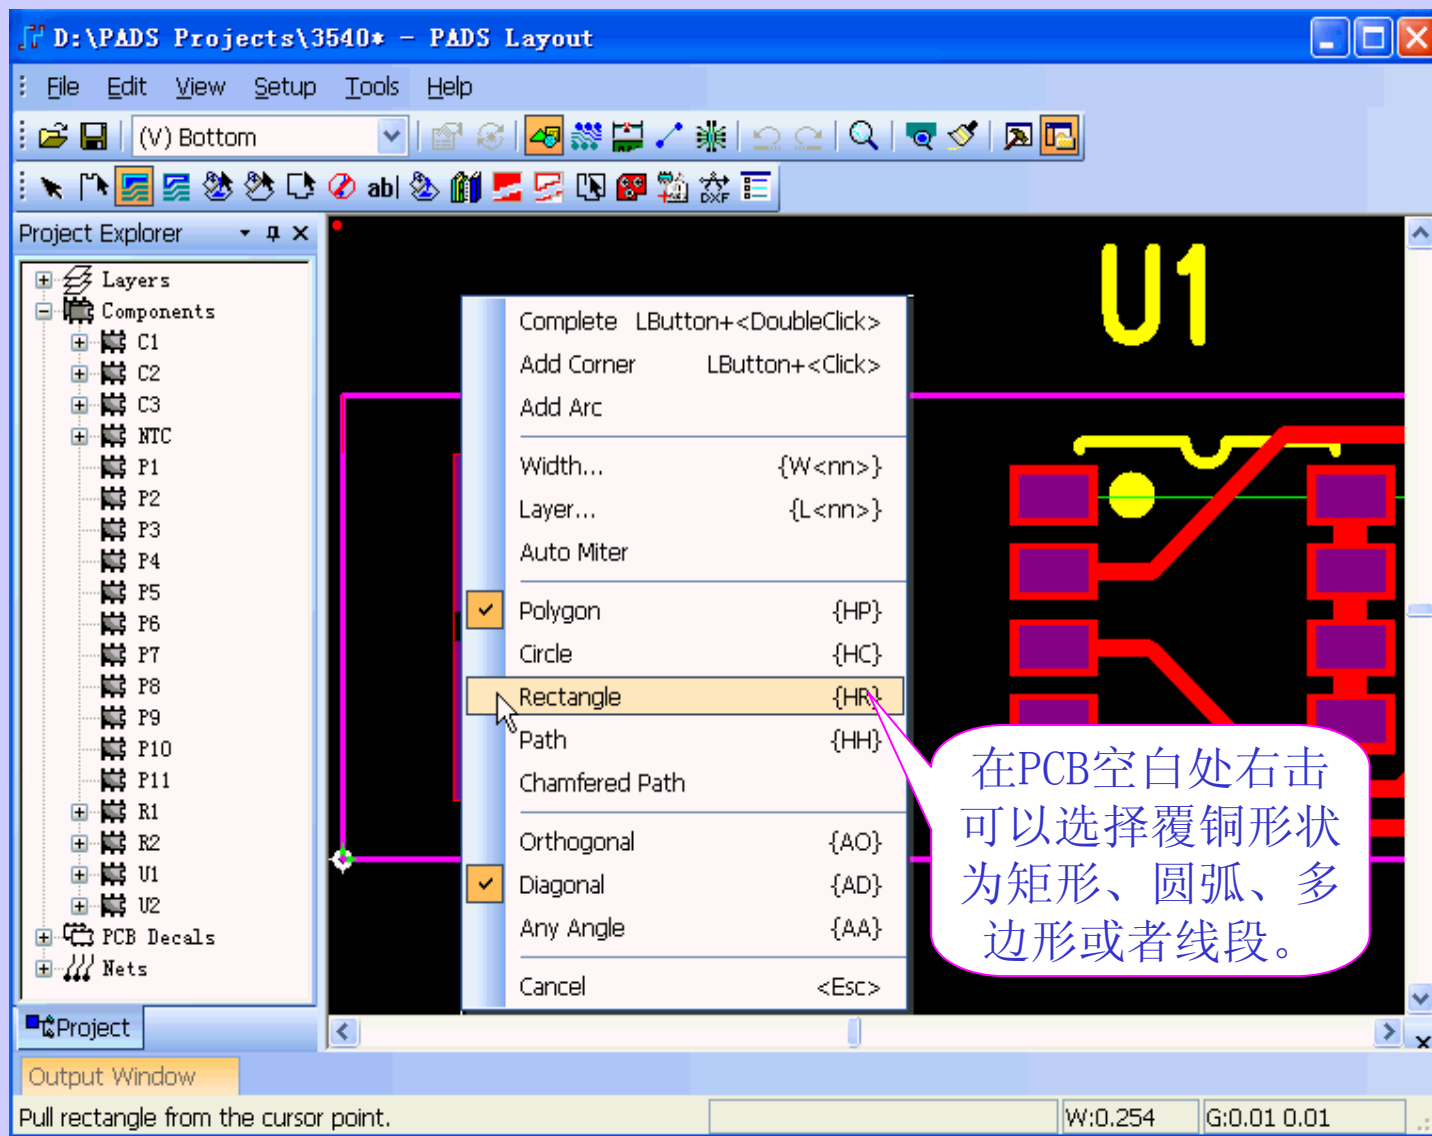 D:\PADS Projects\3540* - PADS Layout
File Edit View Setup Tools Help
(V) Bottom
ab|
DXF
Project Explorer
Layers
Components
C1
C2
C3
NTC
P1
P2
P3
P4
P5
P6
P7
P8
P9
P10
P11
R1
R2
U1
U2
PCB Decals
Nets
Project
U1
Complete LButton+<DoubleClick>
Add Corner LButton+<Click>
Add Arc
Width... {W<nn>}
Layer... {L<nn>}
Auto Miter
Polygon {HP}
Circle {HC}
Rectangle {HR}
Path {HH}
Chamfered Path
Orthogonal {AO}
Diagonal {AD}
Any Angle {AA}
Cancel <Esc>
在PCB空白处右击
可以选择覆铜形状
为矩形、圆弧、多
边形或者线段。
Output Window
Pull rectangle from the cursor point.
W:0.254 G:0.01 0.01